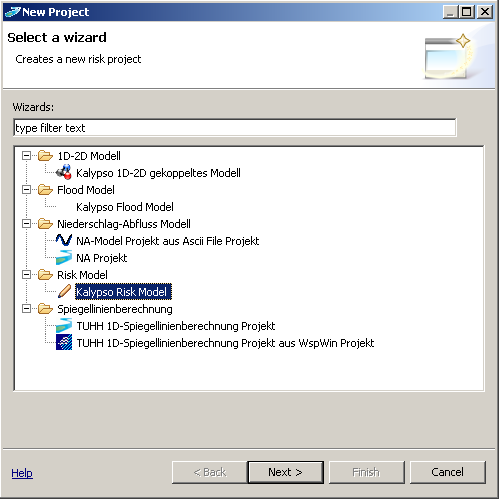 New Project
Select a wizard
Creates a new risk project
Wizards:
type filter text
1D-2D Modell
Kalypso 1D-2D gekoppeltes Modell
Flood Model
Kalypso Flood Model
Niederschlag-Abfluss Modell
NA-Model Projekt aus Ascii File Projekt
NA Projekt
Risk Model
Kalypso Risk Model
Spiegellinienberechnung
TUHH 1D-Spiegellinienberechnung Projekt
TUHH 1D-Spiegellinienberechnung Projekt aus WspWin Projekt
Help < Back Next > Finish Cancel